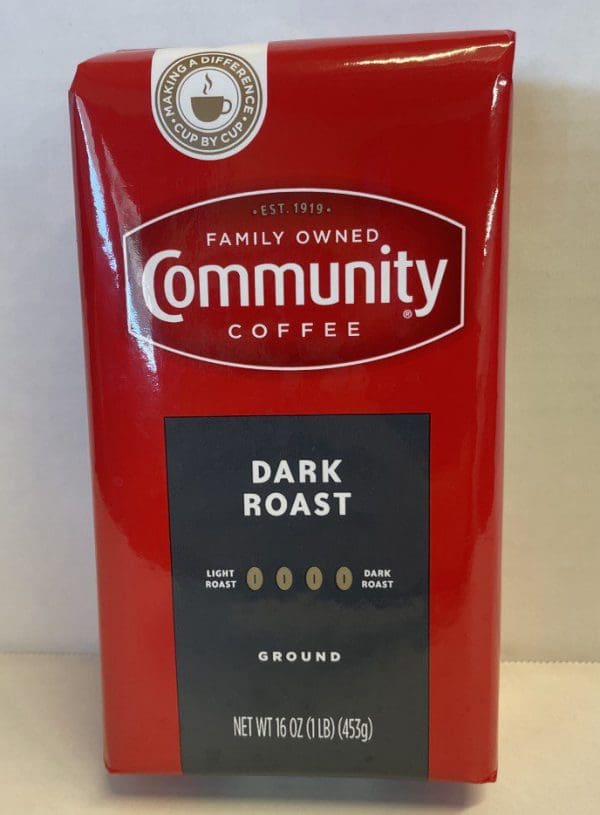 MAKING A DIFFERENCE
• CUP BY CUP •
• EST. 1919 •
FAMILY OWNED
Community®
COFFEE
DARK
ROAST
LIGHT ROAST
DARK ROAST
GROUND
NET WT 16 OZ (1 LB) (453g)